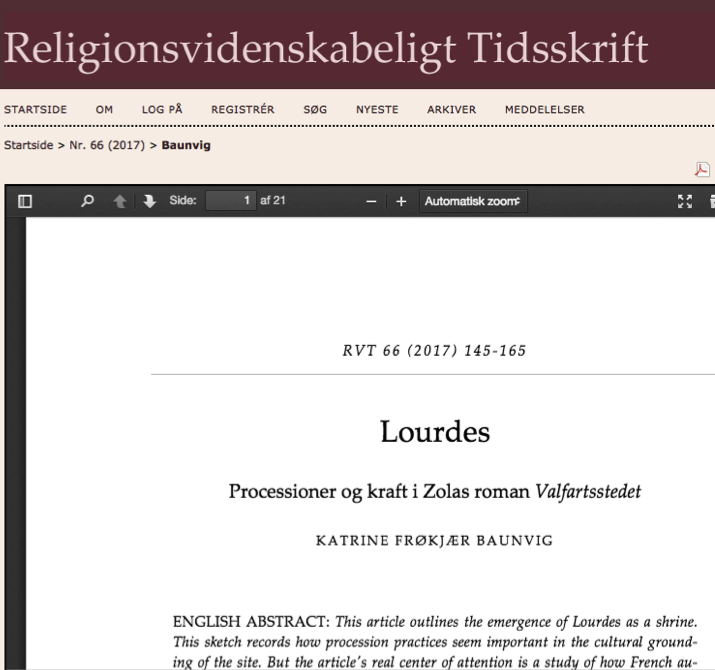 Religionsvidenskabeligt Tidsskrift
STARTSIDE OM LOG PÅ REGISTRÉR SØG NYESTE ARKIVER MEDDELELSER
Startside > Nr. 66 (2017) > Baunvig
Side: 1 af 21 Automatisk zoom
RVT 66 (2017) 145-165
Lourdes
Processioner og kraft i Zolas roman Valfartsstedet
KATRINE FRØKJÆR BAUNVIG
ENGLISH ABSTRACT: This article outlines the emergence of Lourdes as a shrine.
This sketch records how procession practices seem important in the cultural ground-
ing of the site. But the article's real center of attention is a study of how French au-